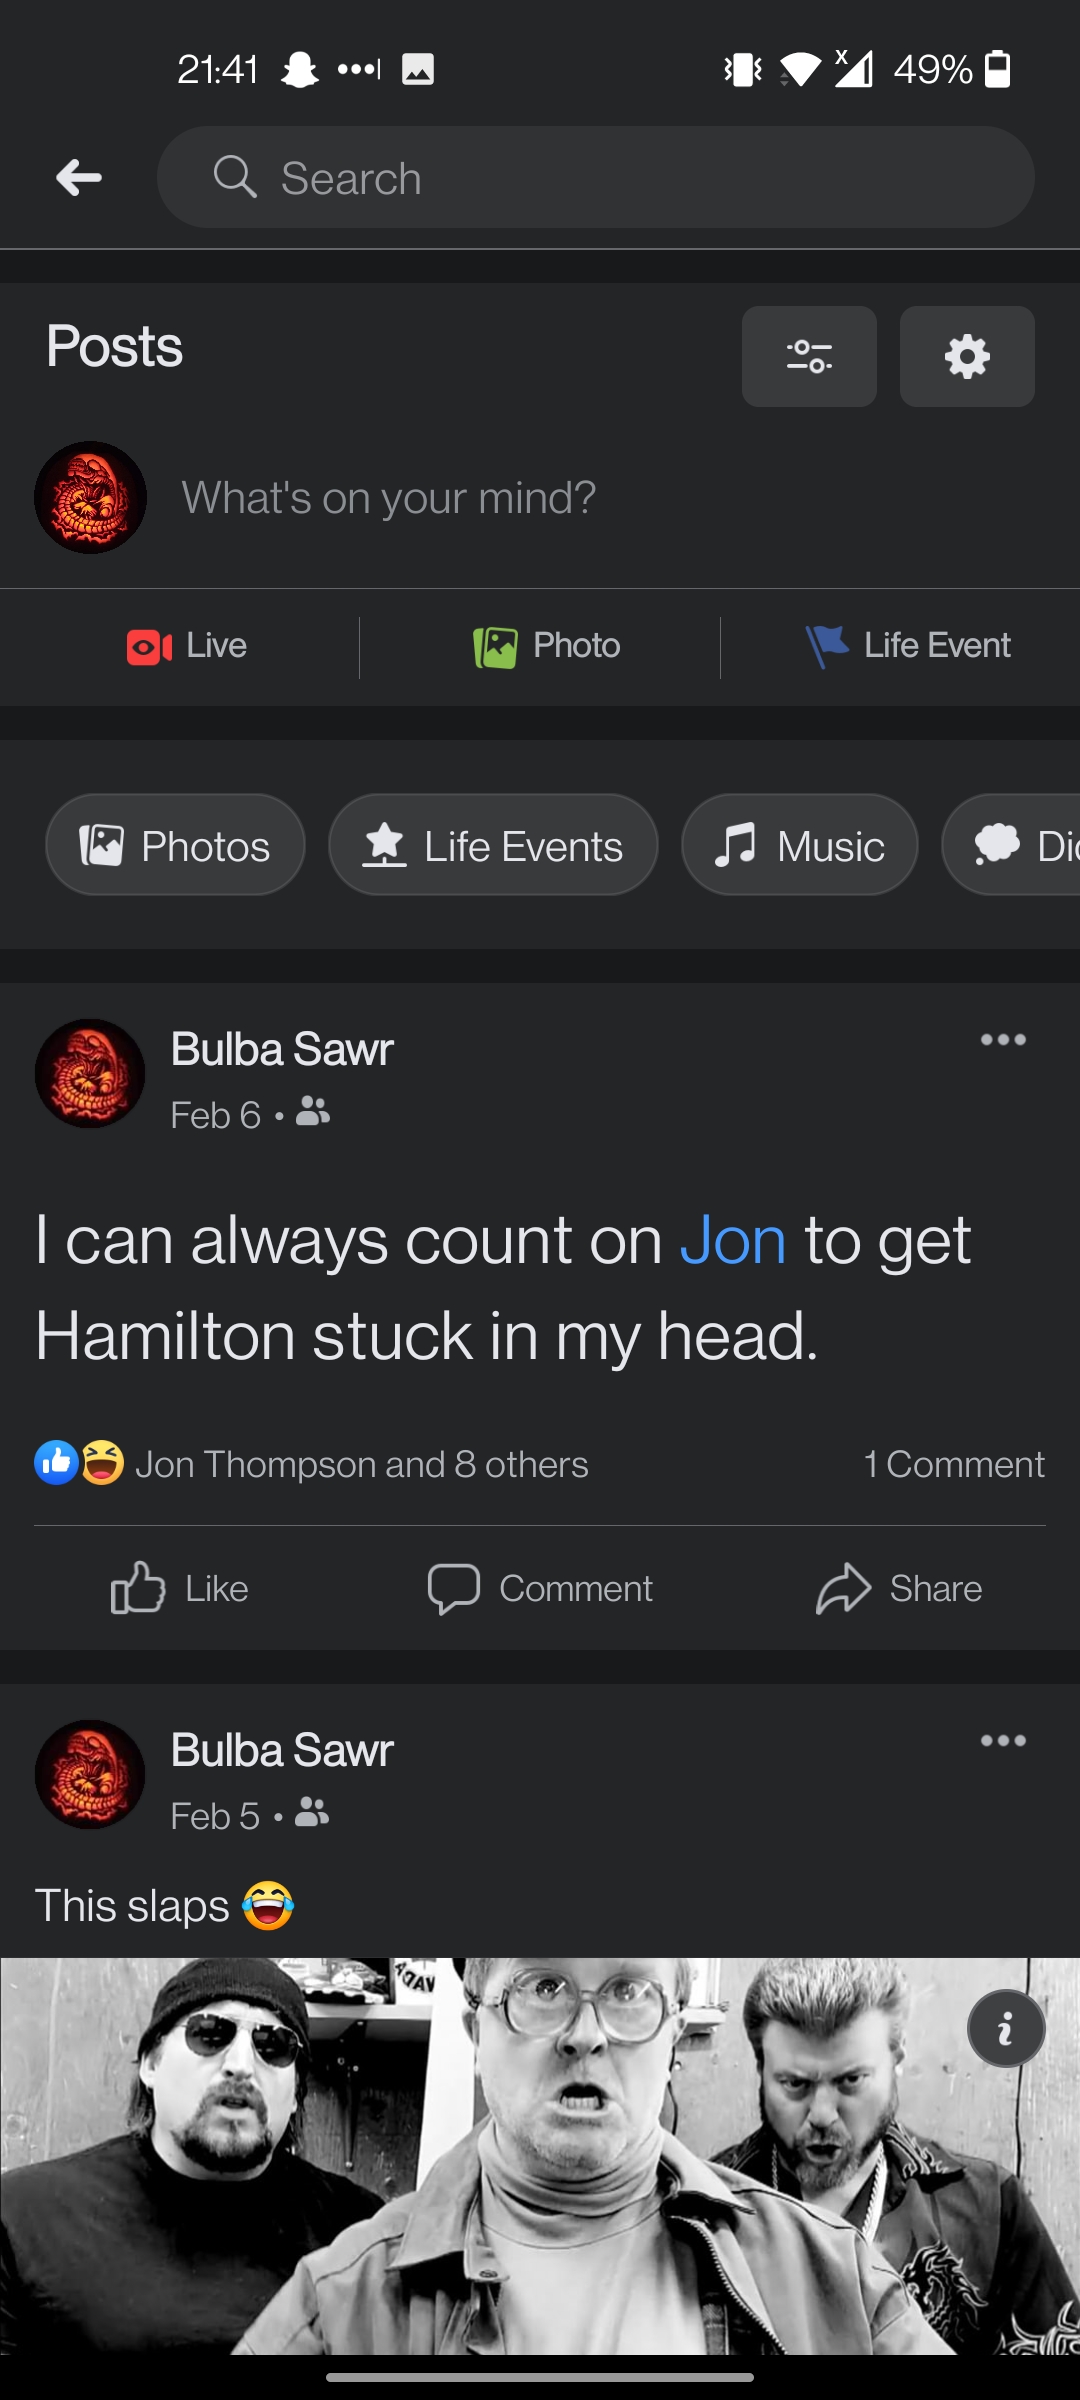 21:41 49%
Search
Posts
What's on your mind?
Live Photo Life Event
Photos Life Events Music
Bulba Sawr
Feb 6 •
I can always count on Jon to get
Hamilton stuck in my head.
Jon Thompson and 8 others 1 Comment
Like Comment Share
Bulba Sawr
Feb 5 •
This slaps 😂